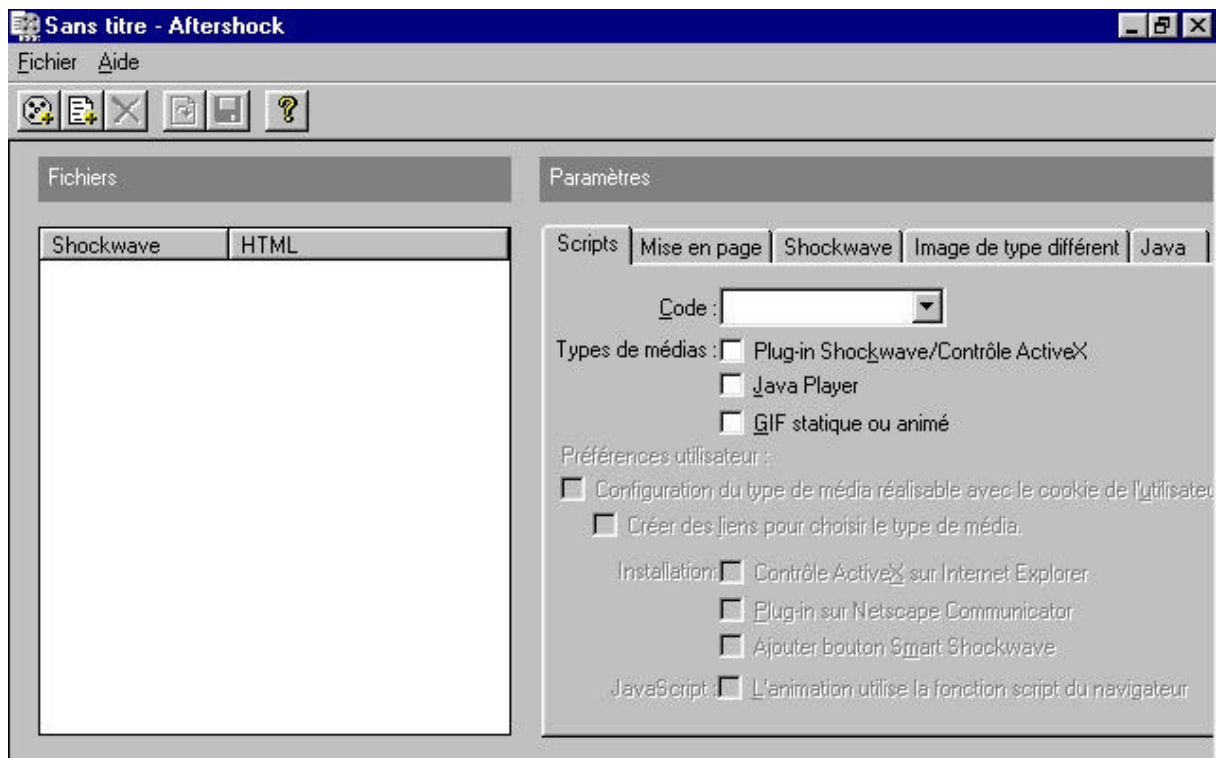 Sans titre - Aftershock
Fichier Aide
Fichiers
Paramètres
Shockwave HTML
Scripts Mise en page Shockwave Image de type différent Java
Code :
Types de médias : Plug-in Shockwave/Contrôle ActiveX
Java Player
GIF statique ou animé
Préférences utilisateur :
Configuration du type de média réalisable avec le cookie de l'utilisateu
Créer des liens pour choisir le type de média.
Installation: Contrôle ActiveX sur Internet Explorer
Plug-in sur Netscape Communicator
Ajouter bouton Smart Shockwave
JavaScript : L'animation utilise la fonction script du navigateur